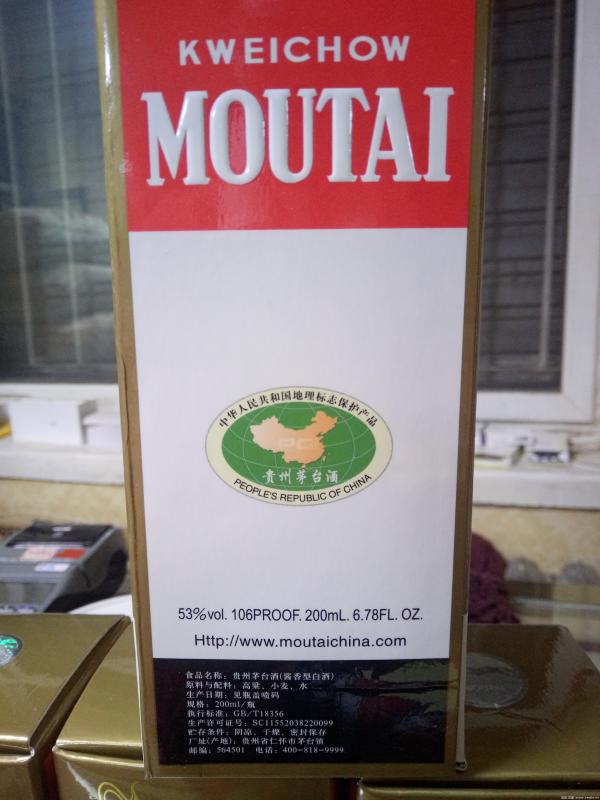 KWEICHOW
MOUTAI
中华人民共和国地理标志保护产品
PGI
贵州茅台酒
PEOPLE'S REPUBLIC OF CHINA
53%vol. 106PROOF. 200mL. 6.78FL. OZ.
Http://www.moutaichina.com
食品名称：贵州茅台酒(酱香型白酒)
原料与配料：高粱、小麦、水
生产日期：见瓶盖喷码
规格：200ml/瓶
执行标准：GB/T18356
生产许可证号：SC11552038220099
贮存条件：阴凉、干燥、密封保存
厂址(产地)：贵州省仁怀市茅台镇
邮编：564501 电话：400-818-9999